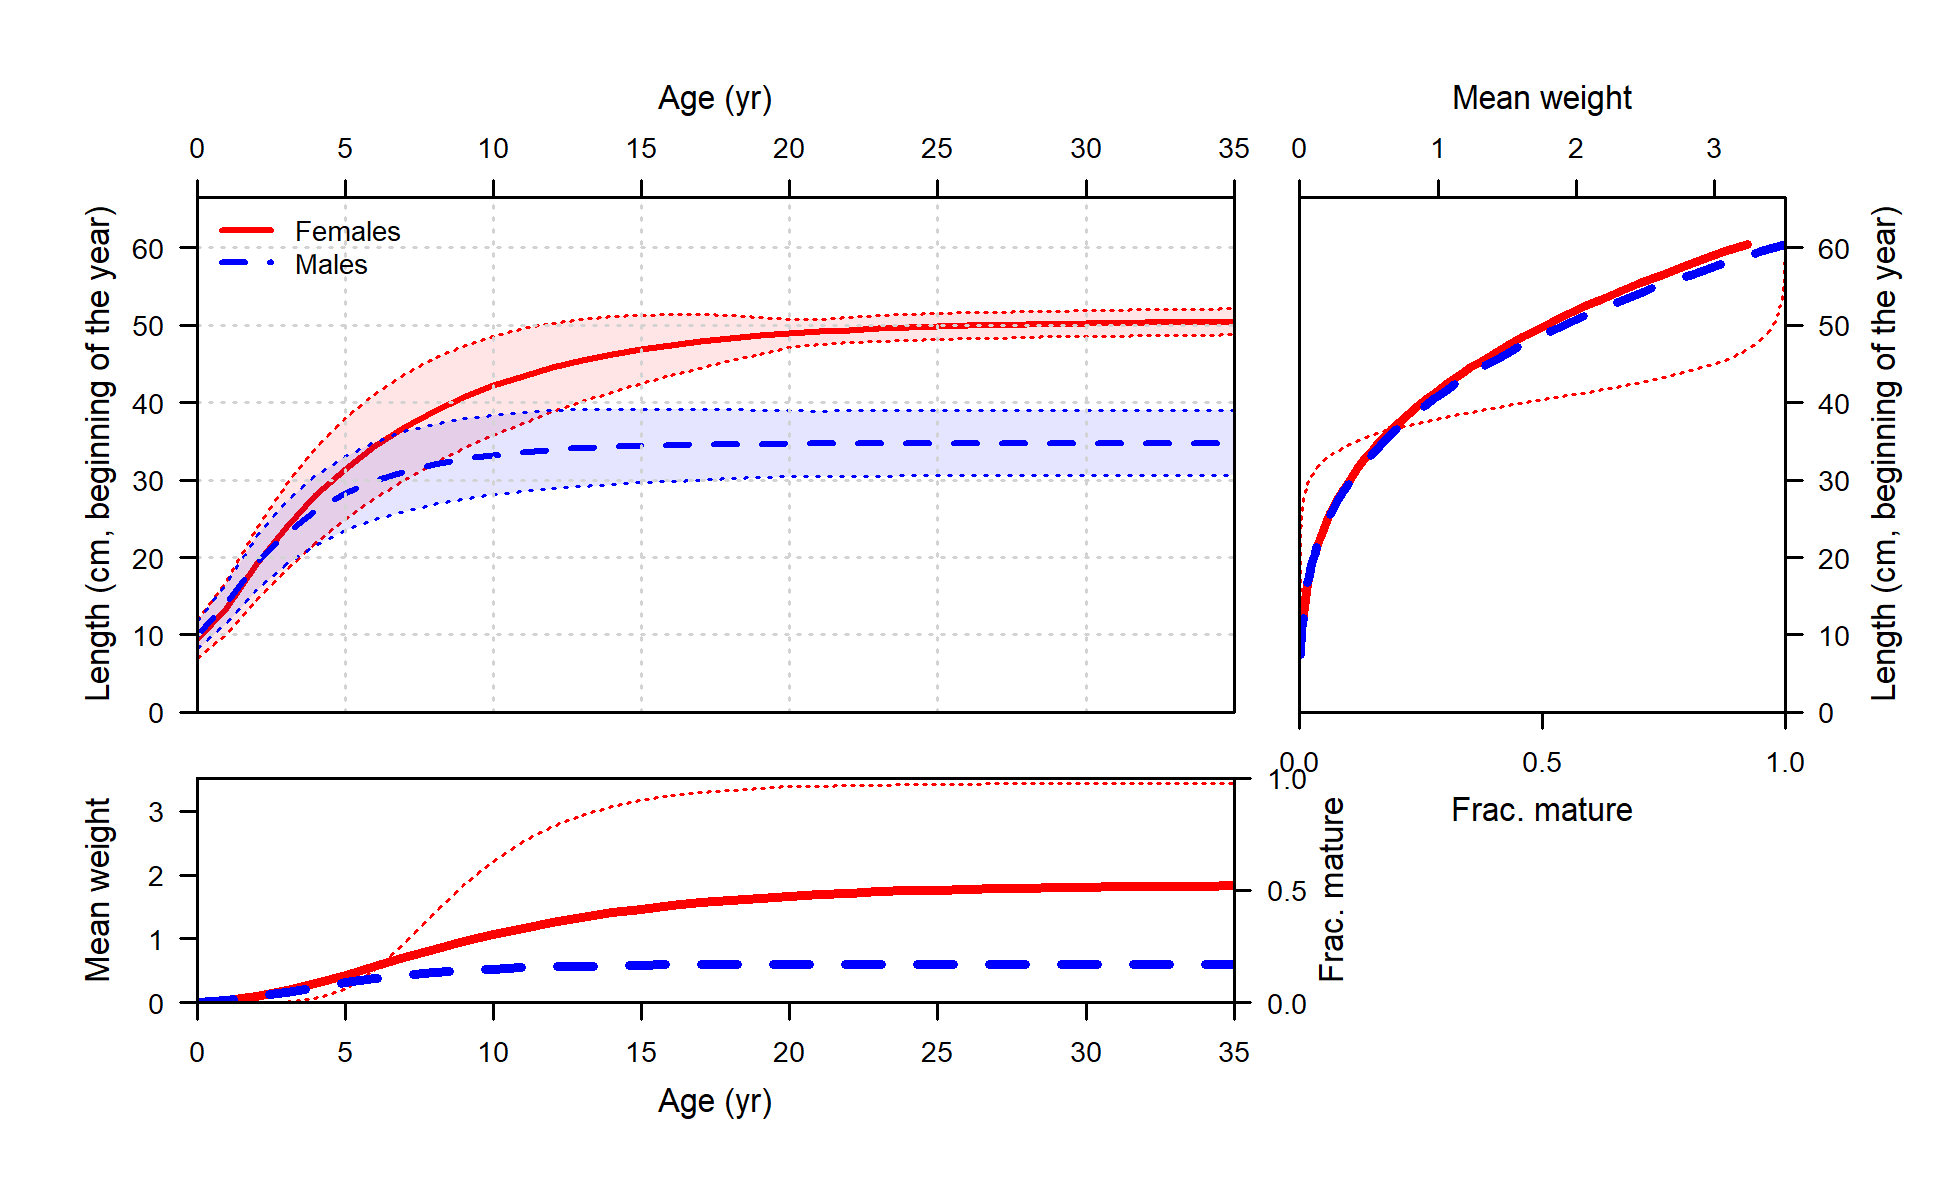 Age (yr)
0 5 10 15 20 25 30 35
Mean weight
0 1 2 3
Females
Males
Length (cm, beginning of the year)
60
50
40
30
20
10
0
60
50
40
30
20
10
0
Length (cm, beginning of the year)
0.0 0.5 1.0
Frac. mature
Mean weight
3
2
1
0
1.0
0.5
0.0
Frac. mature
0 5 10 15 20 25 30 35
Age (yr)